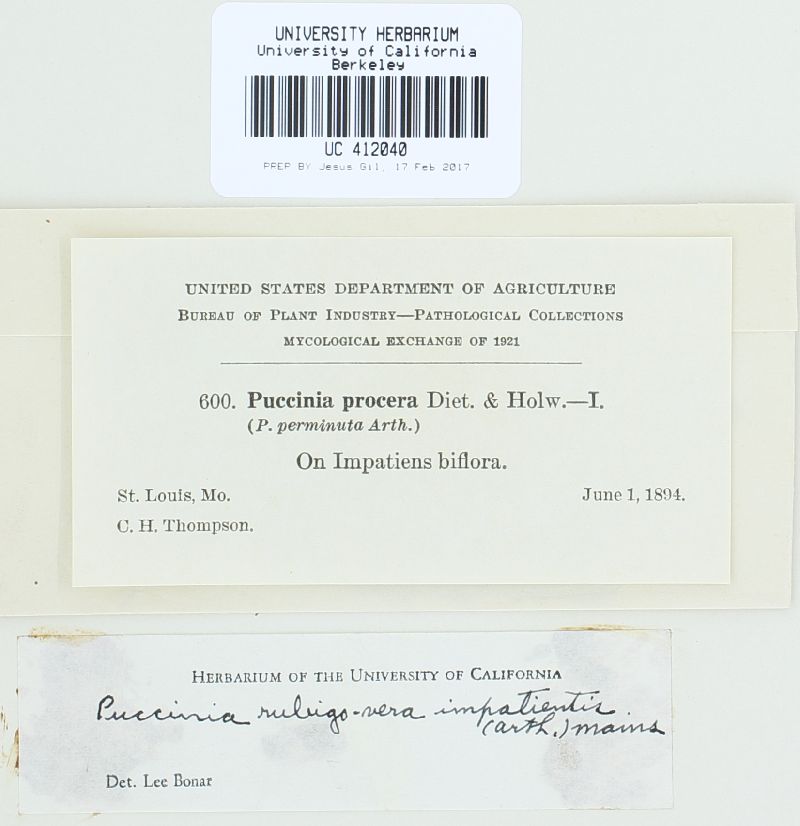 UNIVERSITY HERBARIUM
University of California
Berkeley
UC 412040
PREP BY Jesus Gil, 17 Feb 2017
UNITED STATES DEPARTMENT OF AGRICULTURE
BUREAU OF PLANT INDUSTRY—PATHOLOGICAL COLLECTIONS
MYCOLOGICAL EXCHANGE OF 1921
600. Puccinia procera Diet. & Holw.—I.
(P. perminuta Arth.)
On Impatiens biflora.
St. Louis, Mo. June 1, 1894.
C. H. Thompson.
HERBARIUM OF THE UNIVERSITY OF CALIFORNIA
Puccinia rubigo-vera impatientis
(Arth.) Mains
Det. Lee Bonar